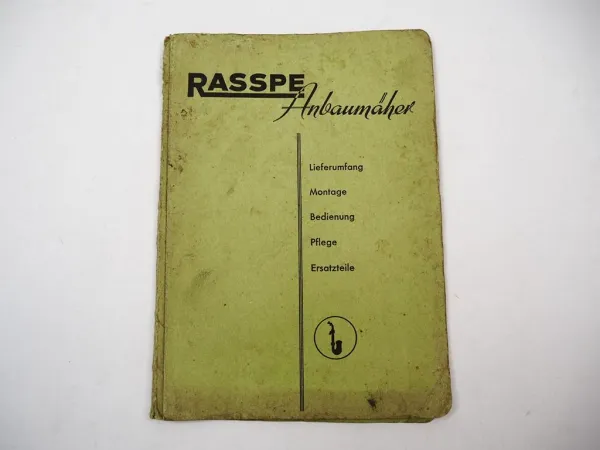 RASSPE
Anbaumäher
Lieferumfang
Montage
Bedienung
Pflege
Ersatzteile